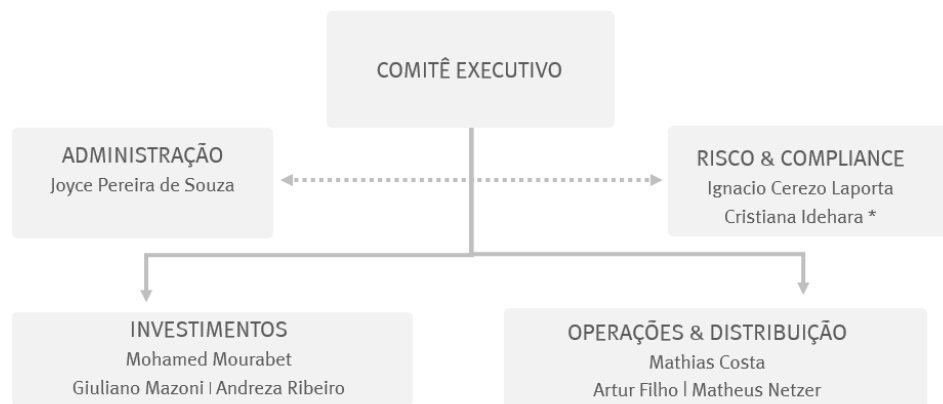 COMITÊ EXECUTIVO
ADMINISTRAÇÃO
Joyce Pereira de Souza
RISCO & COMPLIANCE
Ignacio Cerezo Laporta
Cristiana Idehara *
INVESTIMENTOS
Mohamed Mourabet
Giuliano Mazoni | Andreza Ribeiro
OPERAÇÕES & DISTRIBUIÇÃO
Mathias Costa
Artur Filho | Matheus Netzer